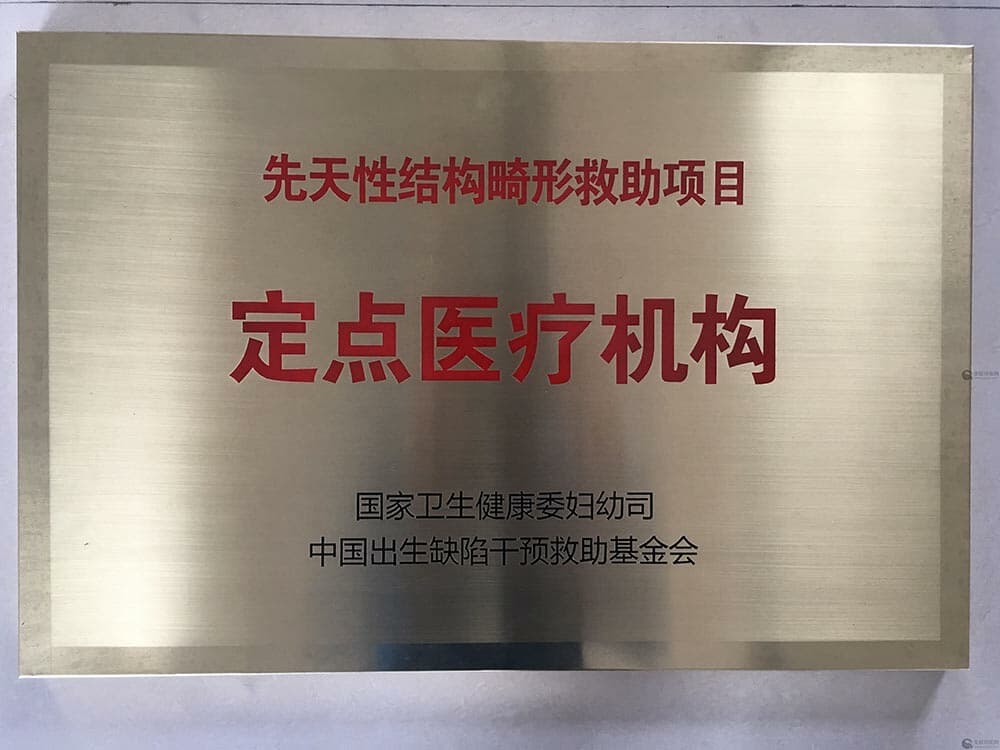 先天性结构畸形救助项目
定点医疗机构
国家卫生健康委妇幼司
中国出生缺陷干预救助基金会